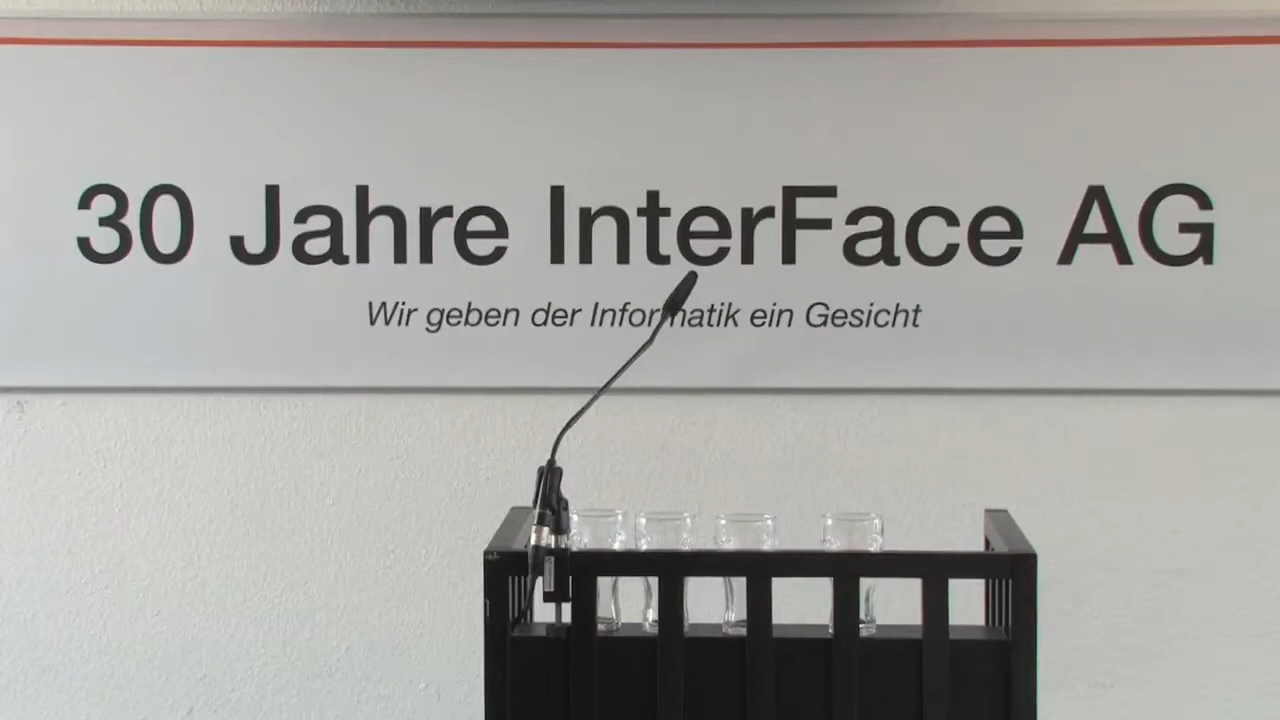 30 Jahre InterFace AG
Wir geben der Informatik ein Gesicht